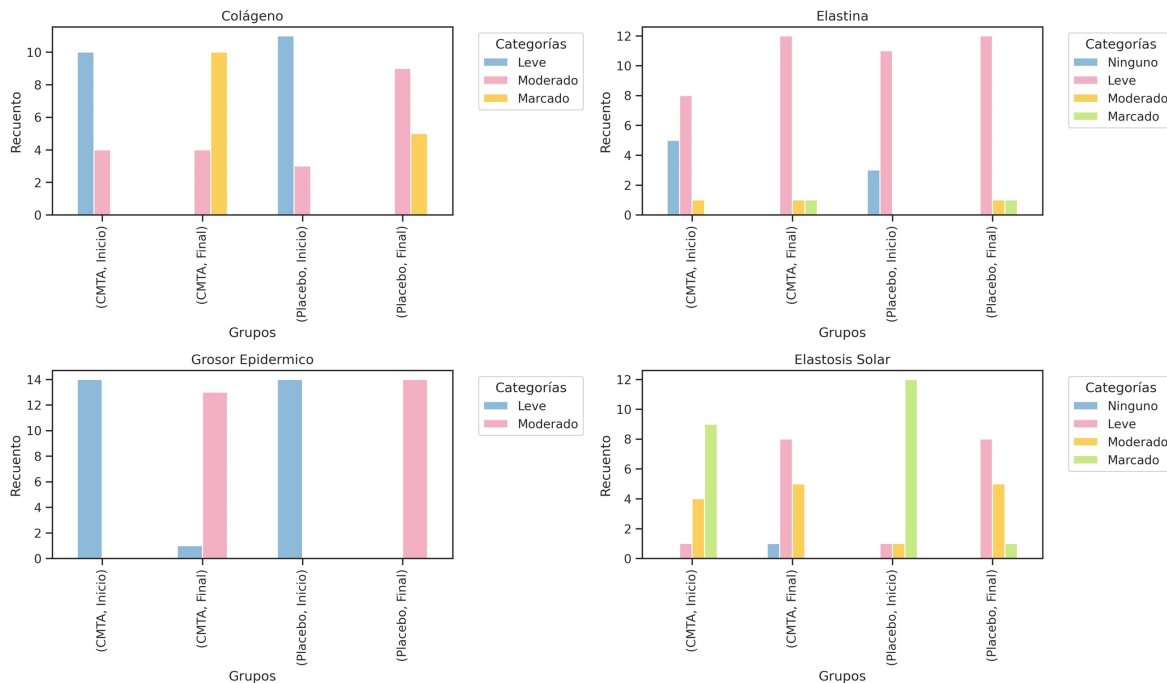 Colágeno
Recuento
10
8
6
4
2
0
(CMTA, Inicio)
(CMTA, Final)
(Placebo, Inicio)
(Placebo, Final)
Grupos
Categorías
Leve
Moderado
Marcado
Elastina
Recuento
12
10
8
6
4
2
0
(CMTA, Inicio)
(CMTA, Final)
(Placebo, Inicio)
(Placebo, Final)
Grupos
Categorías
Ninguno
Leve
Moderado
Marcado
Grosor Epidermico
Recuento
14
12
10
8
6
4
2
0
(CMTA, Inicio)
(CMTA, Final)
(Placebo, Inicio)
(Placebo, Final)
Grupos
Categorías
Leve
Moderado
Elastosis Solar
Recuento
12
10
8
6
4
2
0
(CMTA, Inicio)
(CMTA, Final)
(Placebo, Inicio)
(Placebo, Final)
Grupos
Categorías
Ninguno
Leve
Moderado
Marcado